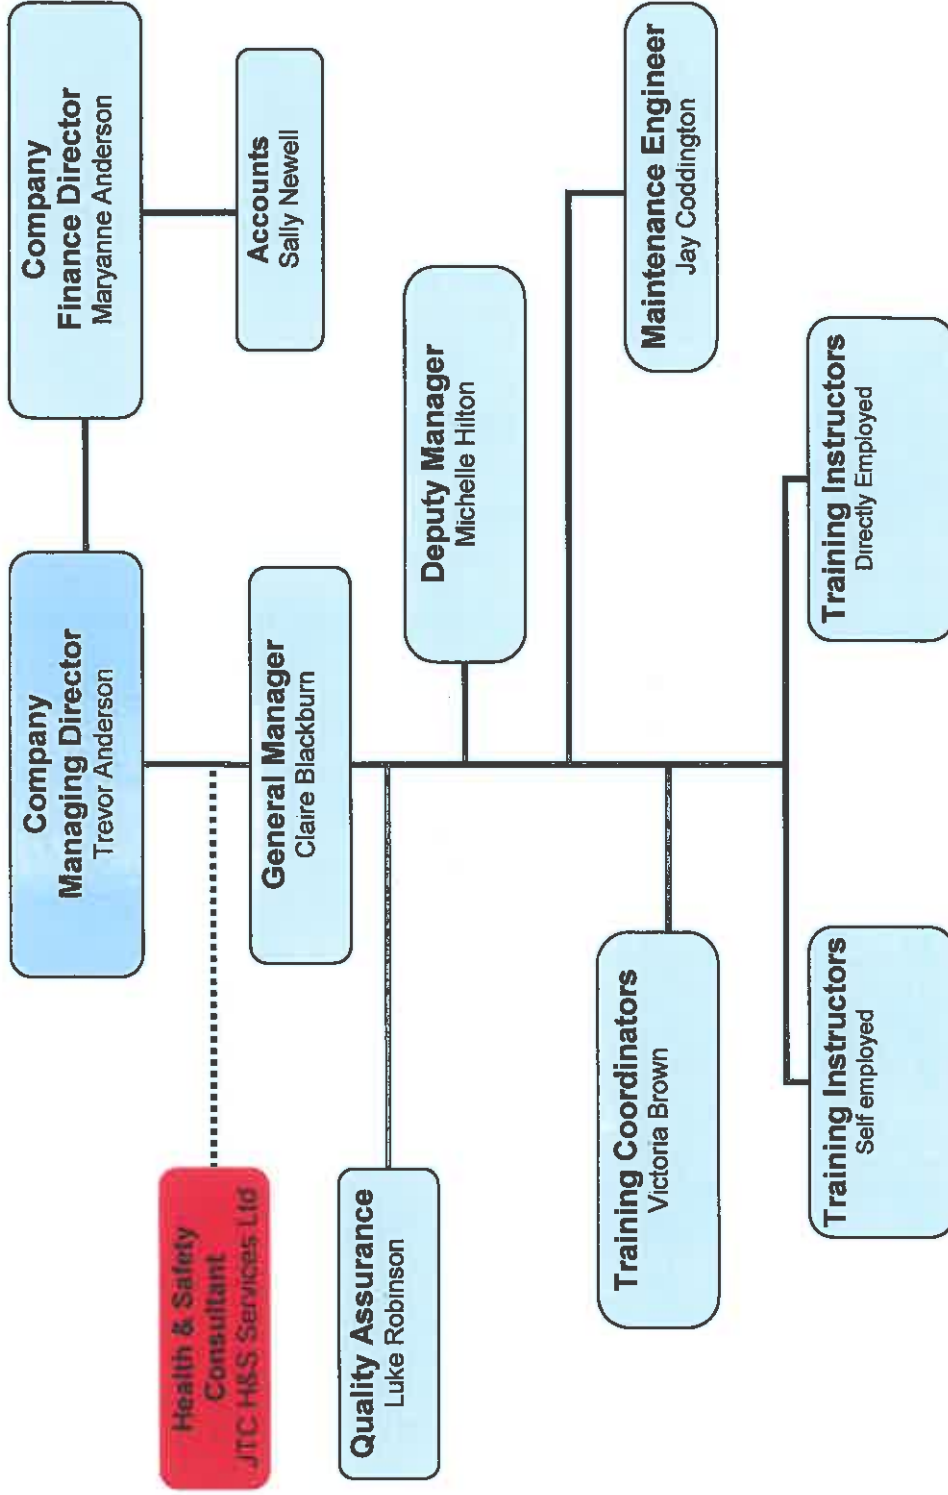 Company
Managing Director
Trevor Anderson
Company
Finance Director
Maryanne Anderson
Health & Safety
Consultant
JTC H&S Services Ltd
General Manager
Claire Blackburn
Accounts
Sally Newell
Quality Assurance
Luke Robinson
Deputy Manager
Michelle Hilton
Training Coordinators
Victoria Brown
Maintenance Engineer
Jay Coddington
Training Instructors
Self employed
Training Instructors
Directly Employed